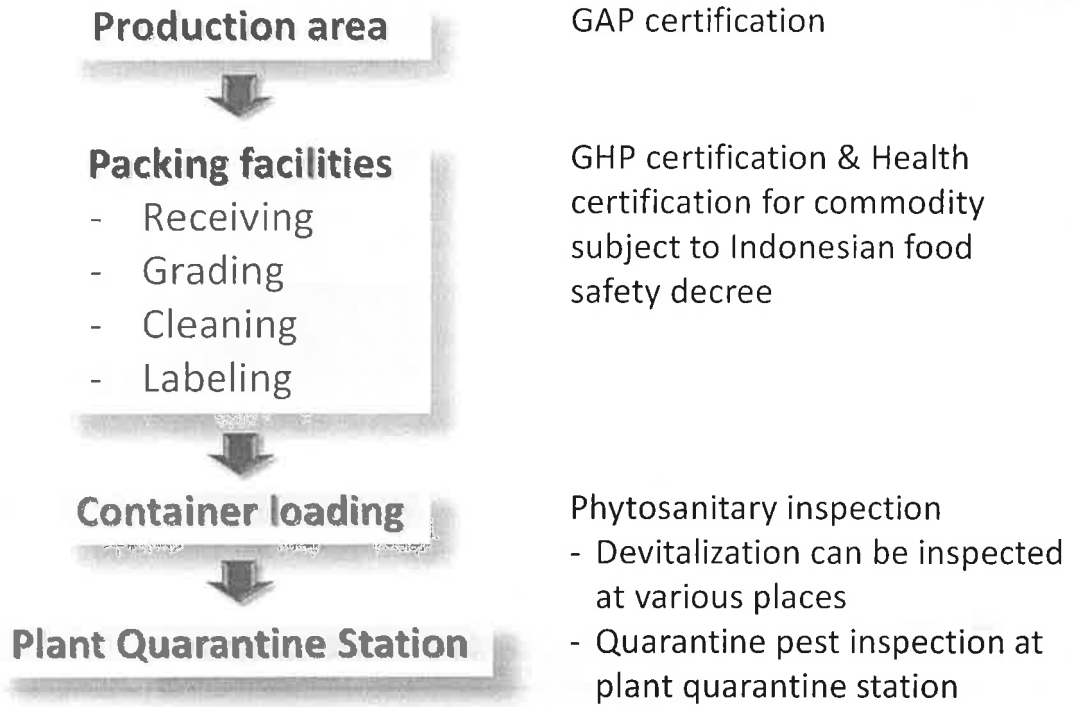 Production area
GAP certification
Packing facilities
- Receiving
- Grading
- Cleaning
- Labeling
GHP certification & Health
certification for commodity
subject to Indonesian food
safety decree
Container loading
Phytosanitary inspection
- Devitalization can be inspected
at various places
Plant Quarantine Station
- Quarantine pest inspection at
plant quarantine station